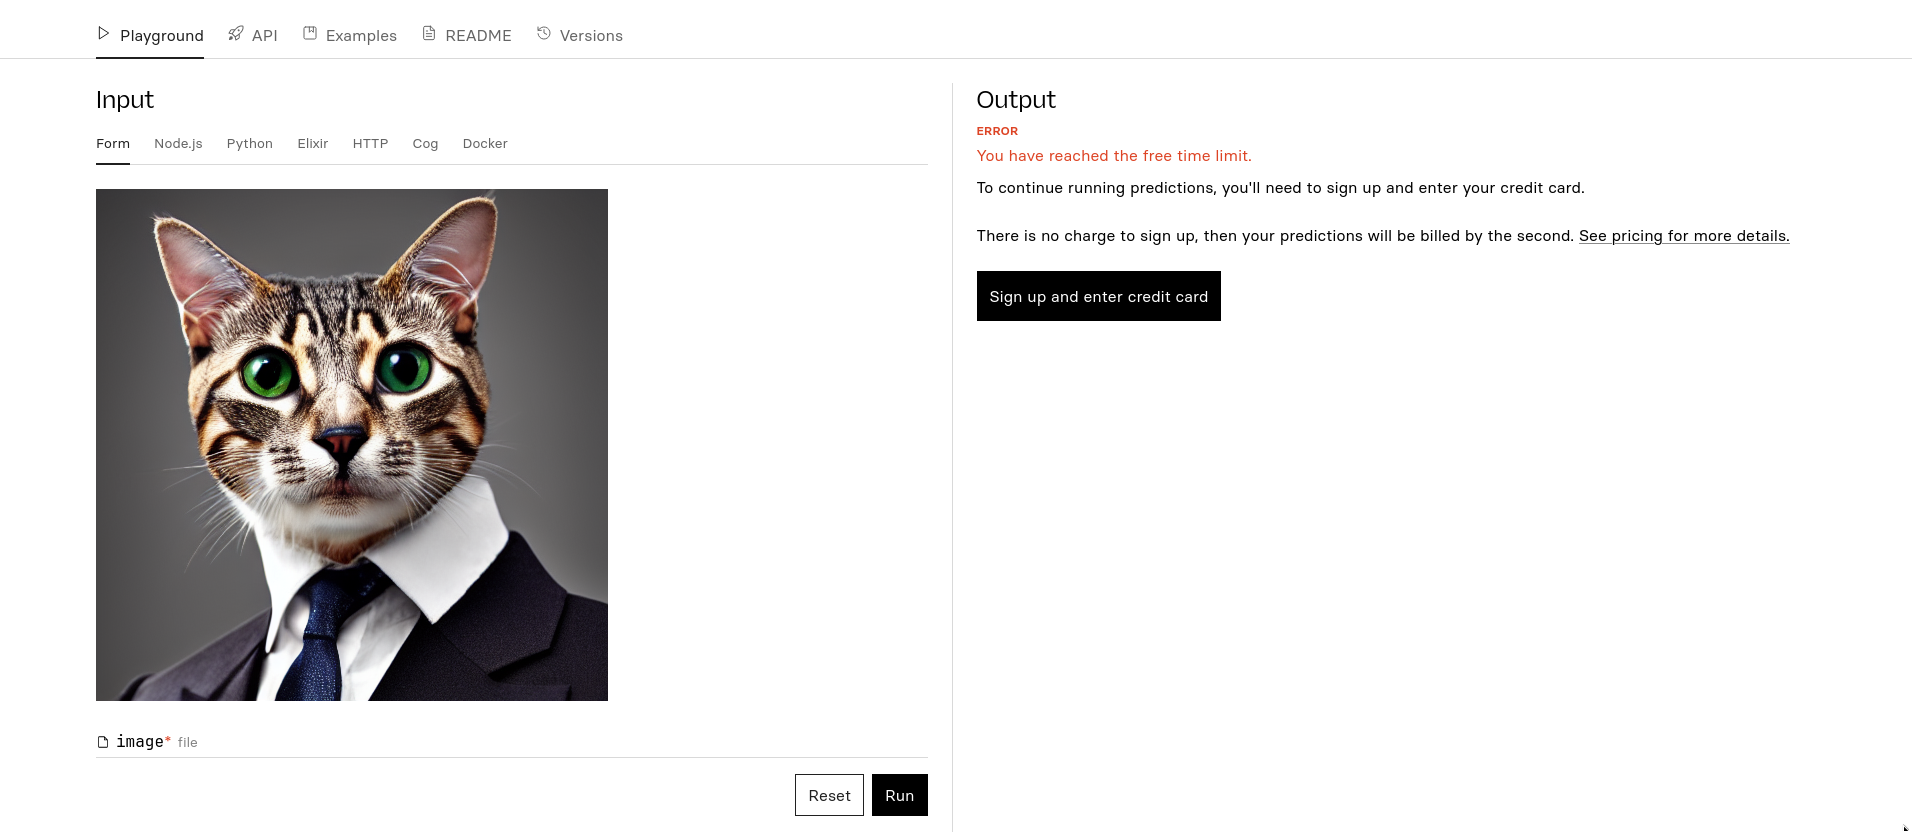 Playground API Examples README Versions
Input
Form Node.js Python Elixir HTTP Cog Docker
image* file
Reset Run
Output
ERROR
You have reached the free time limit.
To continue running predictions, you'll need to sign up and enter your credit card.
There is no charge to sign up, then your predictions will be billed by the second. See pricing for more details.
Sign up and enter credit card